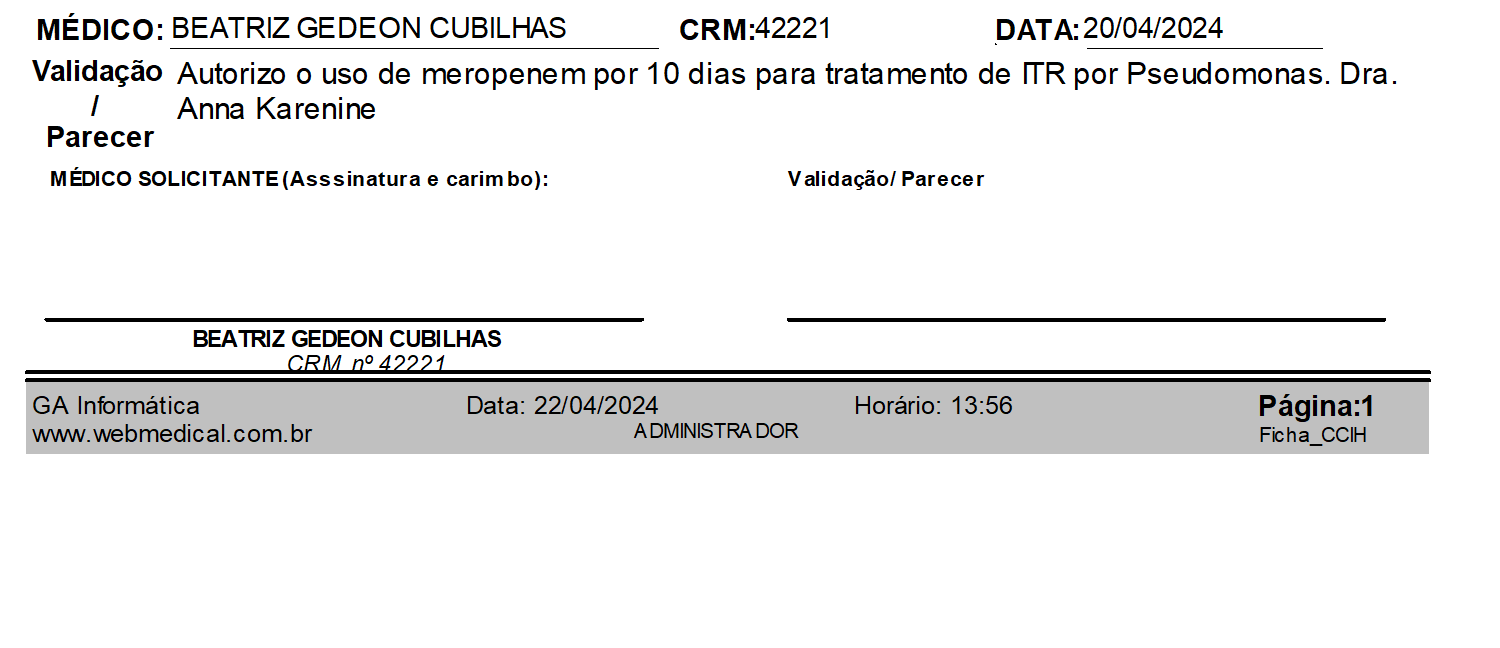 MÉDICO: BEATRIZ GEDEON CUBILHAS CRM:42221 DATA:20/04/2024
Validação / Parecer Autorizo o uso de meropenem por 10 dias para tratamento de ITR por Pseudomonas. Dra.
Anna Karenine
MÉDICO SOLICITANTE (Asssinatura e carimbo): Validação/ Parecer
BEATRIZ GEDEON CUBILHAS
CRM nº 42221
GA Informática Data: 22/04/2024 Horário: 13:56 Página:1
www.webmedical.com.br ADMINISTRADOR Ficha_CCIH